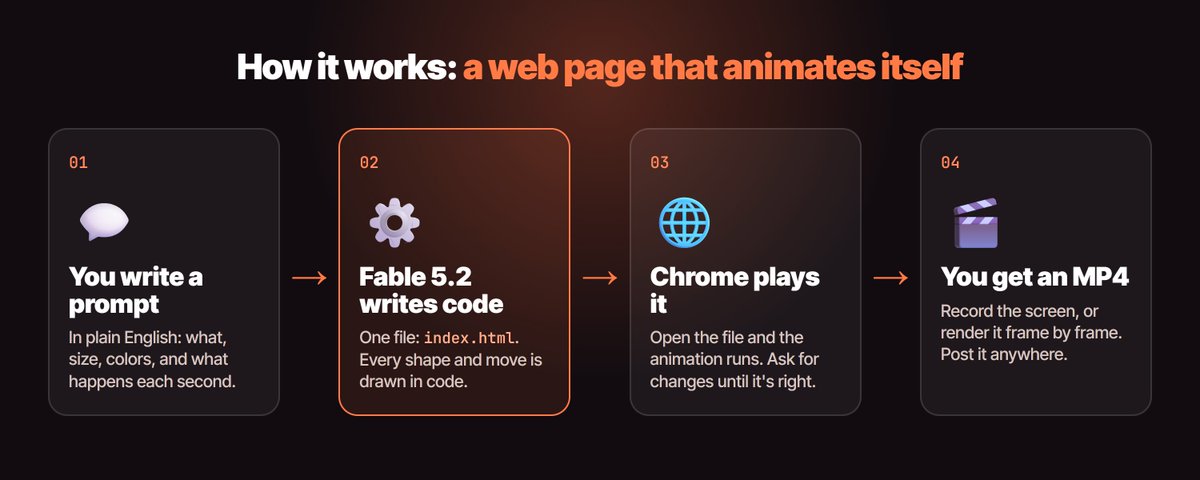 How it works: a web page that animates itself
01
You write a
prompt
In plain English: what,
size, colors, and what
happens each second.
→
02
Fable 5.2
writes code
One file: index.html.
Every shape and move is
drawn in code.
→
03
Chrome plays
it
Open the file and the
animation runs. Ask for
changes until it's right.
→
04
You get an MP4
Record the screen, or
render it frame by frame.
Post it anywhere.